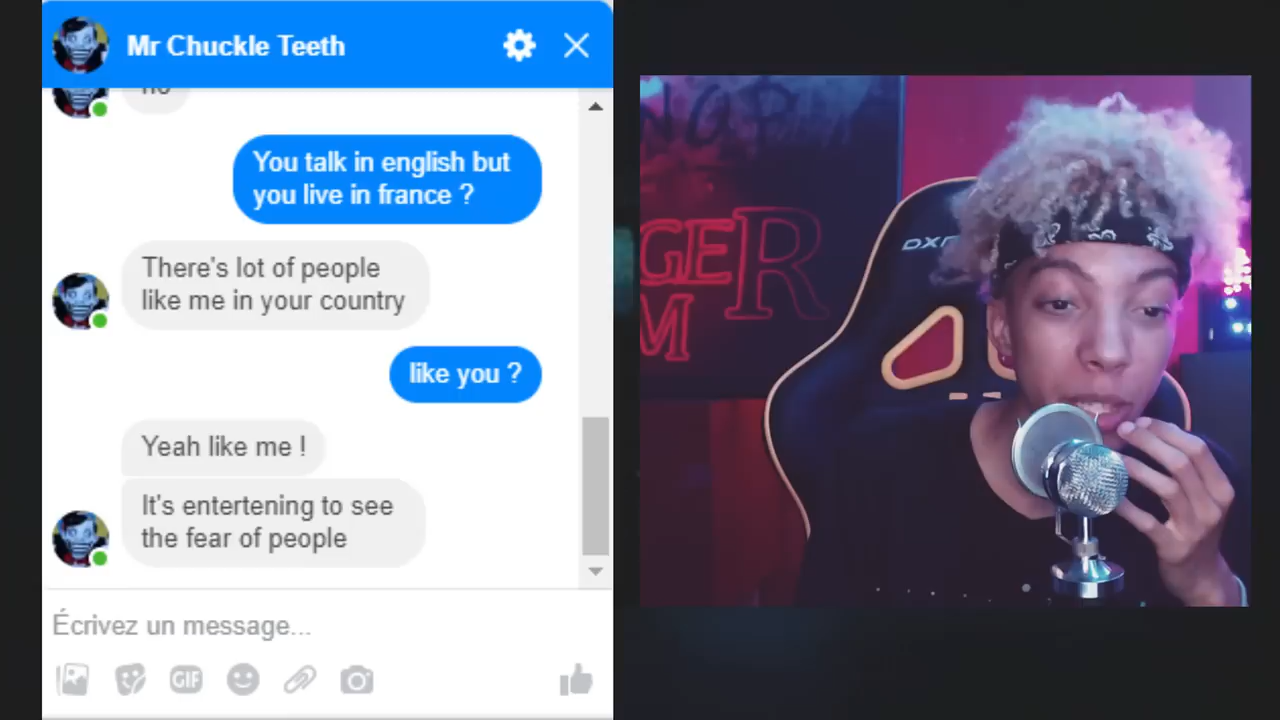 Mr Chuckle Teeth
no
You talk in english but
you live in france ?
There's lot of people
like me in your country
like you ?
Yeah like me !
It's entertening to see
the fear of people
Écrivez un message...
GIF
GER
M